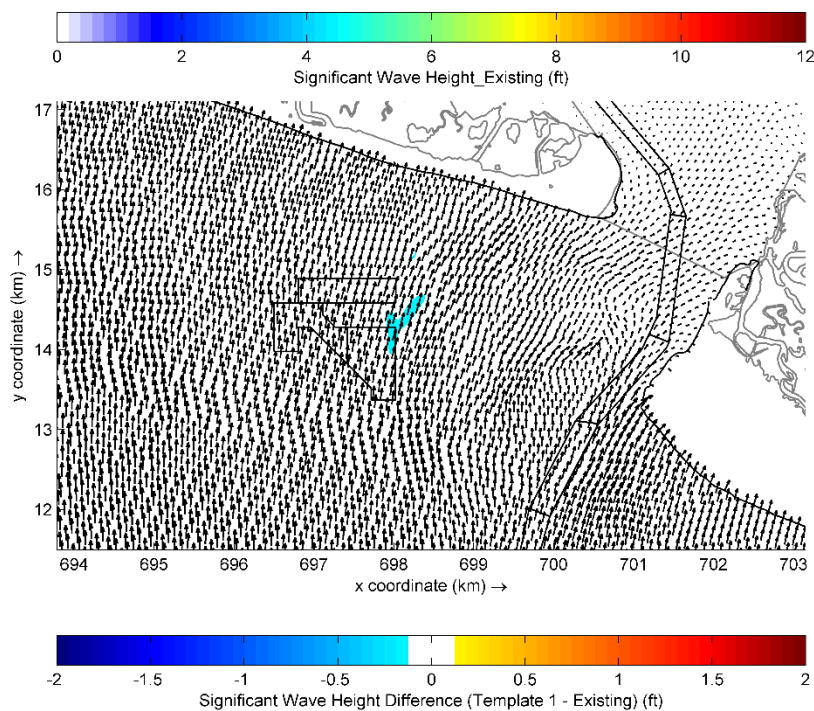 0 2 4 6 8 10 12
Significant Wave Height_Existing (ft)
17
16
15
14
13
12
y coordinate (km) →
694 695 696 697 698 699 700 701 702 703
x coordinate (km) →
-2 -1.5 -1 -0.5 0 0.5 1 1.5 2
Significant Wave Height Difference (Template 1 - Existing) (ft)